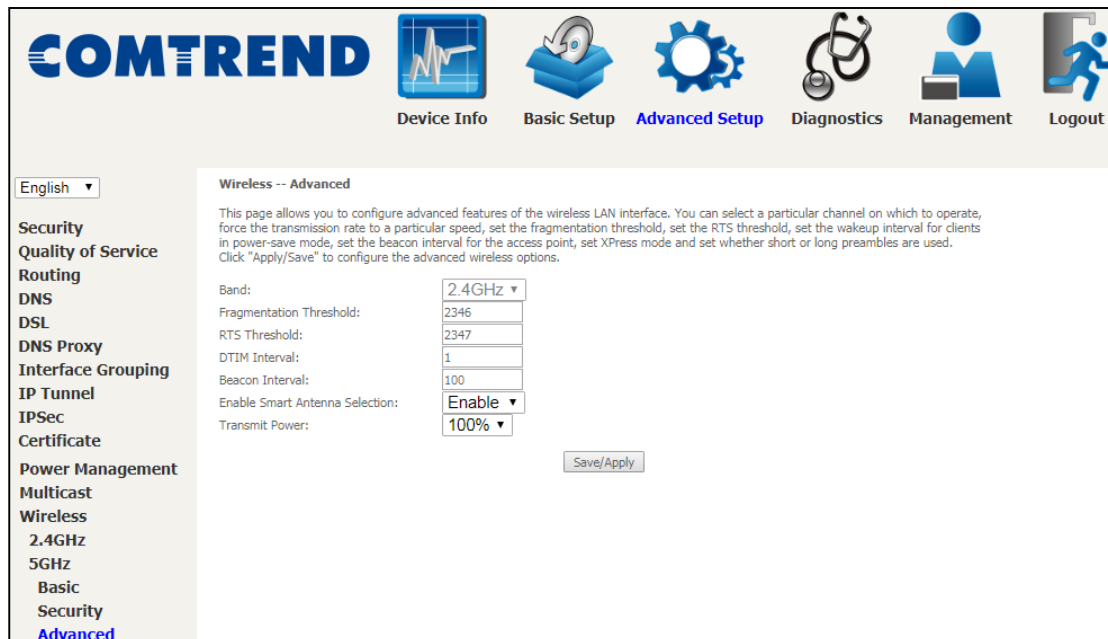 COMTREND
Device Info
Basic Setup
Advanced Setup
Diagnostics
Management
Logout
English
Security
Quality of Service
Routing
DNS
DSL
DNS Proxy
Interface Grouping
IP Tunnel
IPSec
Certificate
Power Management
Multicast
Wireless
2.4GHz
5GHz
Basic
Security
Advanced
Wireless -- Advanced
This page allows you to configure advanced features of the wireless LAN interface. You can select a particular channel on which to operate,
force the transmission rate to a particular speed, set the fragmentation threshold, set the RTS threshold, set the wakeup interval for clients
in power-save mode, set the beacon interval for the access point, set XPress mode and set whether short or long preambles are used.
Click "Apply/Save" to configure the advanced wireless options.
Band: 2.4GHz
Fragmentation Threshold: 2346
RTS Threshold: 2347
DTIM Interval: 1
Beacon Interval: 100
Enable Smart Antenna Selection: Enable
Transmit Power: 100%
Save/Apply